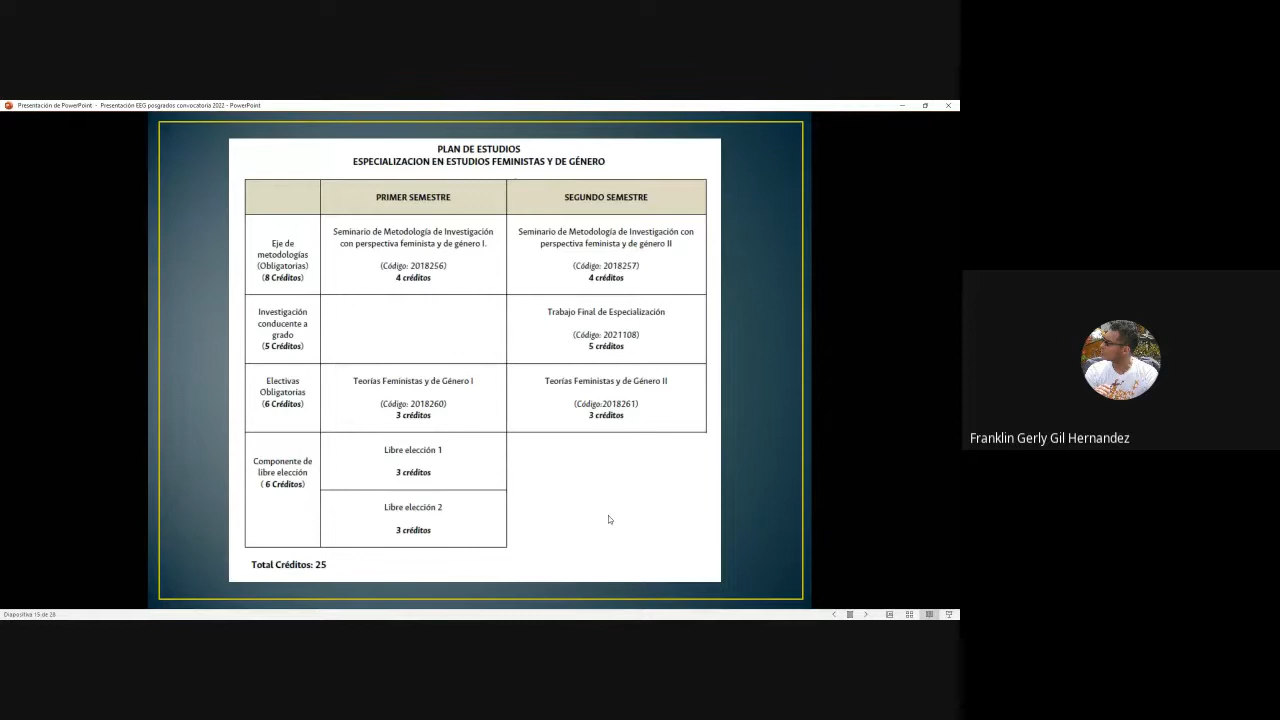 Presentación de PowerPoint - Presentación EEG posgrados convocatoria 2022 - PowerPoint
PLAN DE ESTUDIOS
ESPECIALIZACION EN ESTUDIOS FEMINISTAS Y DE GÉNERO
PRIMER SEMESTRE
SEGUNDO SEMESTRE
Eje de
metodologías
(Obligatorias)
(8 Créditos)
Seminario de Metodología de Investigación
con perspectiva feminista y de género I.
(Código: 2018256)
4 créditos
Seminario de Metodología de Investigación con
perspectiva feminista y de género II
(Código: 2018257)
4 créditos
Investigación
conducente a
grado
(5 Créditos)
Trabajo Final de Especialización
(Código: 2021108)
5 créditos
Electivas
Obligatorias
(6 Créditos)
Teorías Feministas y de Género I
(Código: 2018260)
3 créditos
Teorías Feministas y de Género II
(Código:2018261)
3 créditos
Componente de
libre elección
( 6 Créditos)
Libre elección 1
3 créditos
Libre elección 2
3 créditos
Total Créditos: 25
Diapositiva 15 de 28
Franklin Gerly Gil Hernandez